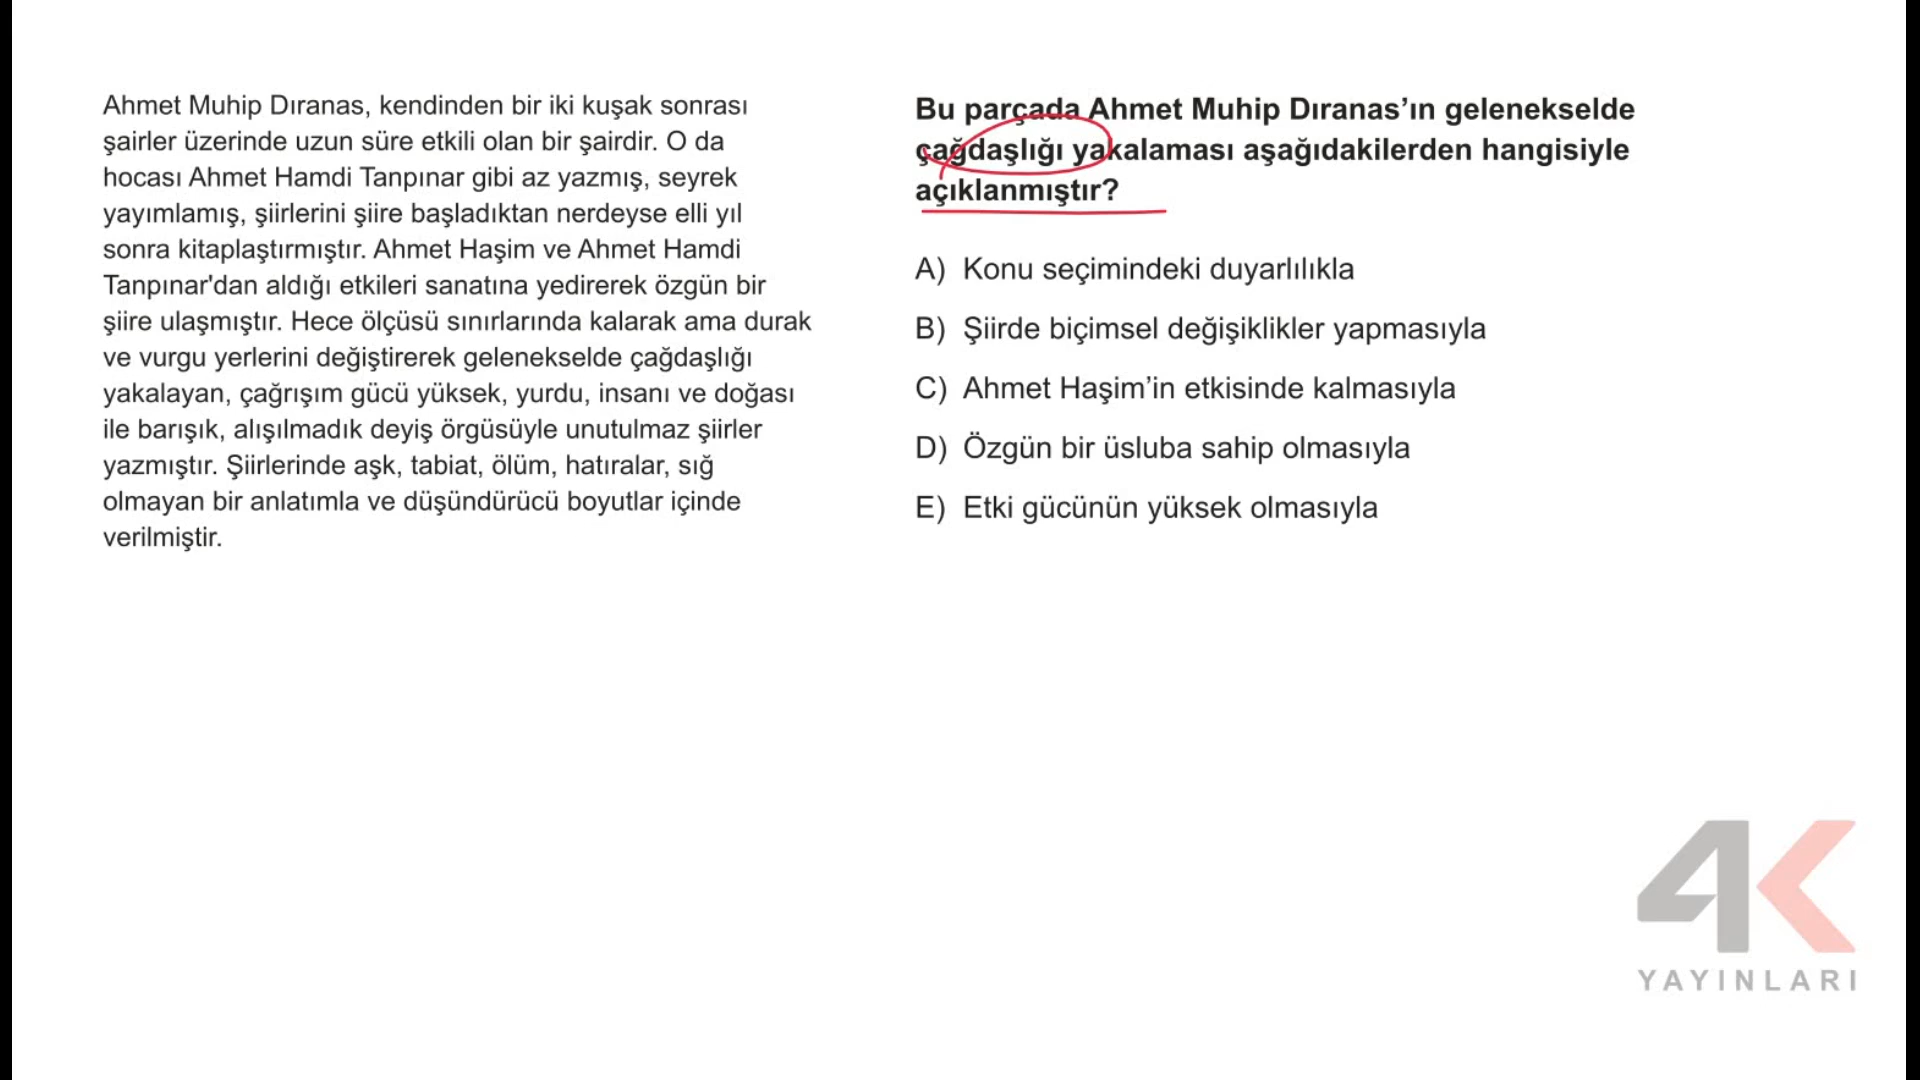 Ahmet Muhip Dıranas, kendinden bir iki kuşak sonrası
şairler üzerinde uzun süre etkili olan bir şairdir. O da
hocası Ahmet Hamdi Tanpınar gibi az yazmış, seyrek
yayımlamış, şiirlerini şiire başladıktan nerdeyse elli yıl
sonra kitaplaştırmıştır. Ahmet Haşim ve Ahmet Hamdi
Tanpınar'dan aldığı etkileri sanatına yedirerek özgün bir
şiire ulaşmıştır. Hece ölçüsü sınırlarında kalarak ama durak
ve vurgu yerlerini değiştirerek gelenekselde çağdaşlığı
yakalayan, çağrışım gücü yüksek, yurdu, insanı ve doğası
ile barışık, alışılmadık deyiş örgüsüyle unutulmaz şiirler
yazmıştır. Şiirlerinde aşk, tabiat, ölüm, hatıralar, sığ
olmayan bir anlatımla ve düşündürücü boyutlar içinde
verilmiştir.
Bu parçada Ahmet Muhip Dıranas’ın gelenekselde
çağdaşlığı yakalaması aşağıdakilerden hangisiyle
açıklanmıştır?
A) Konu seçimindeki duyarlılıkla
B) Şiirde biçimsel değişiklikler yapmasıyla
C) Ahmet Haşim’in etkisinde kalmasıyla
D) Özgün bir üsluba sahip olmasıyla
E) Etki gücünün yüksek olmasıyla
4K
YAYINLARI